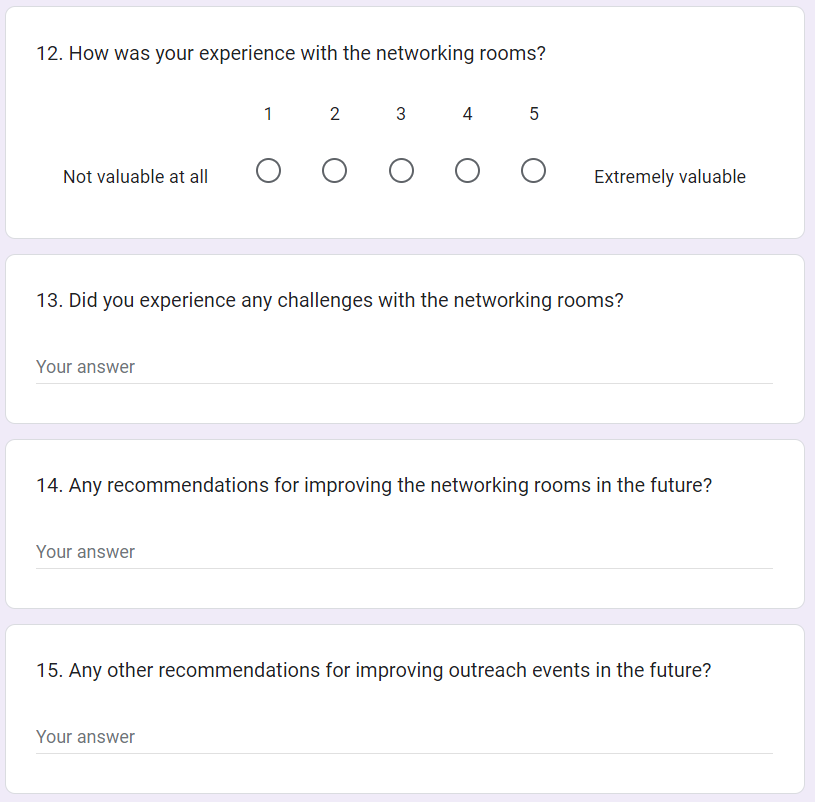 12. How was your experience with the networking rooms?
1 2 3 4 5
Not valuable at all Extremely valuable
13. Did you experience any challenges with the networking rooms?
Your answer
14. Any recommendations for improving the networking rooms in the future?
Your answer
15. Any other recommendations for improving outreach events in the future?
Your answer